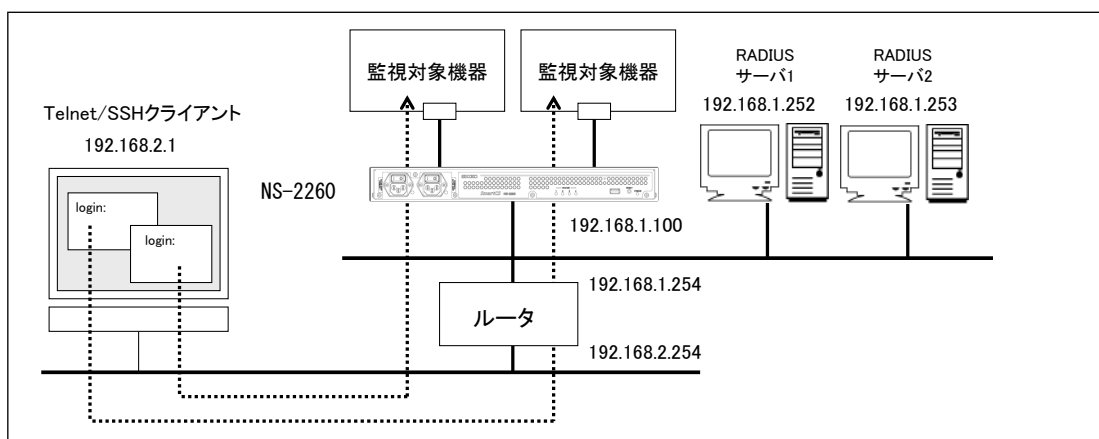 監視対象機器
監視対象機器
RADIUS
サーバ1
192.168.1.252
RADIUS
サーバ2
192.168.1.253
Telnet/SSHクライアント
192.168.2.1
login:
login:
NS-2260
192.168.1.100
192.168.1.254
ルータ
192.168.2.254